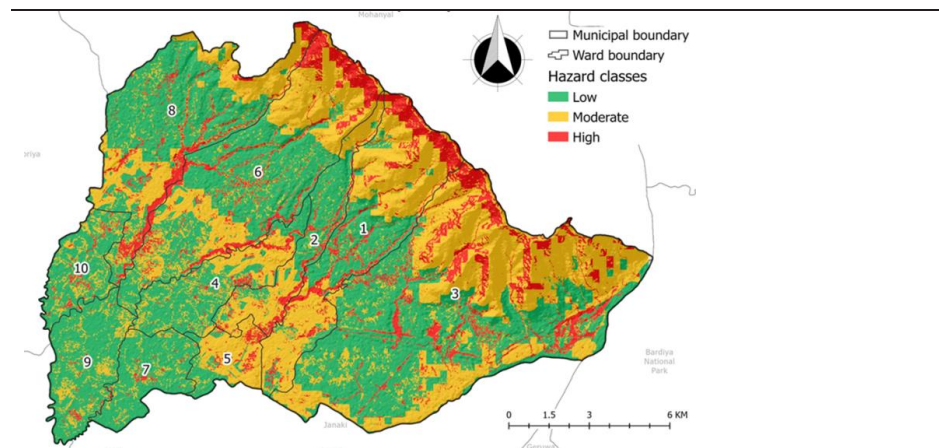 Mohanyal
Municipal boundary
Ward boundary
Hazard classes
Low
Moderate
High
8
6
1
2
10
4
3
5
9
7
Bardiya
National
Park
0 1.5 3 6 KM
Janaki